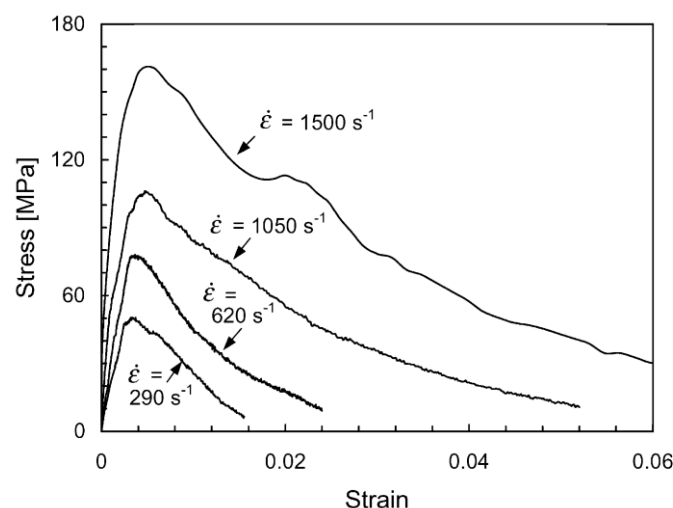 180
120
60
0
Stress [MPa]
ε̇ = 1500 s⁻¹
ε̇ = 1050 s⁻¹
ε̇ =
620 s⁻¹
ε̇ =
290 s⁻¹
0
0.02
0.04
0.06
Strain